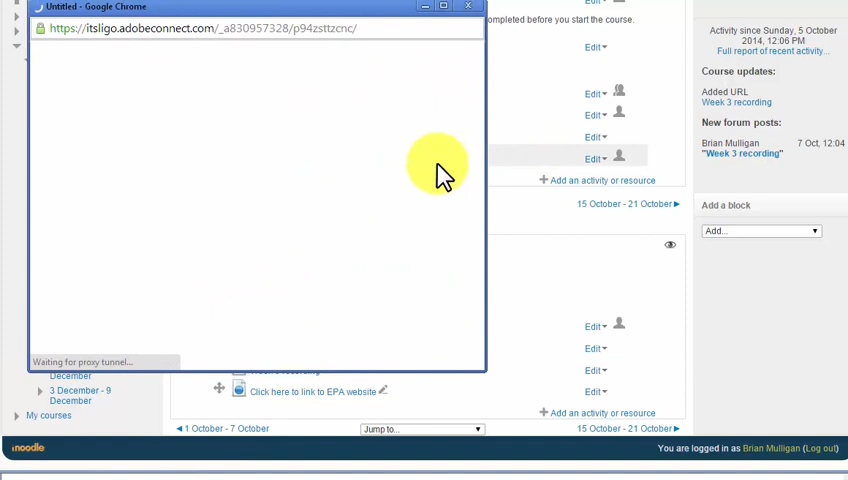 Untitled - Google Chrome
https://itsligo.adobeconnect.com/_a830957328/p94zsttzcnc/
Waiting for proxy tunnel...
completed before you start the course.
Edit
Edit
Edit
Edit
Edit
Add an activity or resource
15 October - 21 October ▶
Edit
Edit
Edit
Click here to link to EPA website
Edit
Add an activity or resource
◀ 1 October - 7 October
Jump to...
15 October - 21 October ▶
December
3 December - 9
December
My courses
Activity since Sunday, 5 October
2014, 12:06 PM
Full report of recent activity...
Course updates:
Added URL
Week 3 recording
New forum posts:
Brian Mulligan 7 Oct, 12:04
"Week 3 recording"
Add a block
Add...
moodle
You are logged in as Brian Mulligan (Log out)